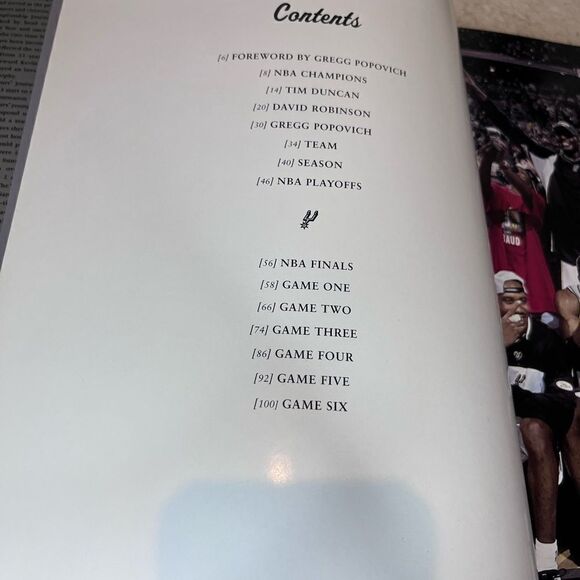 Contents
[6] FOREWORD BY GREGG POPOVICH
[8] NBA CHAMPIONS
[14] TIM DUNCAN
[20] DAVID ROBINSON
[30] GREGG POPOVICH
[34] TEAM
[40] SEASON
[46] NBA PLAYOFFS
[56] NBA FINALS
[58] GAME ONE
[66] GAME TWO
[74] GAME THREE
[86] GAME FOUR
[92] GAME FIVE
[100] GAME SIX
AUD